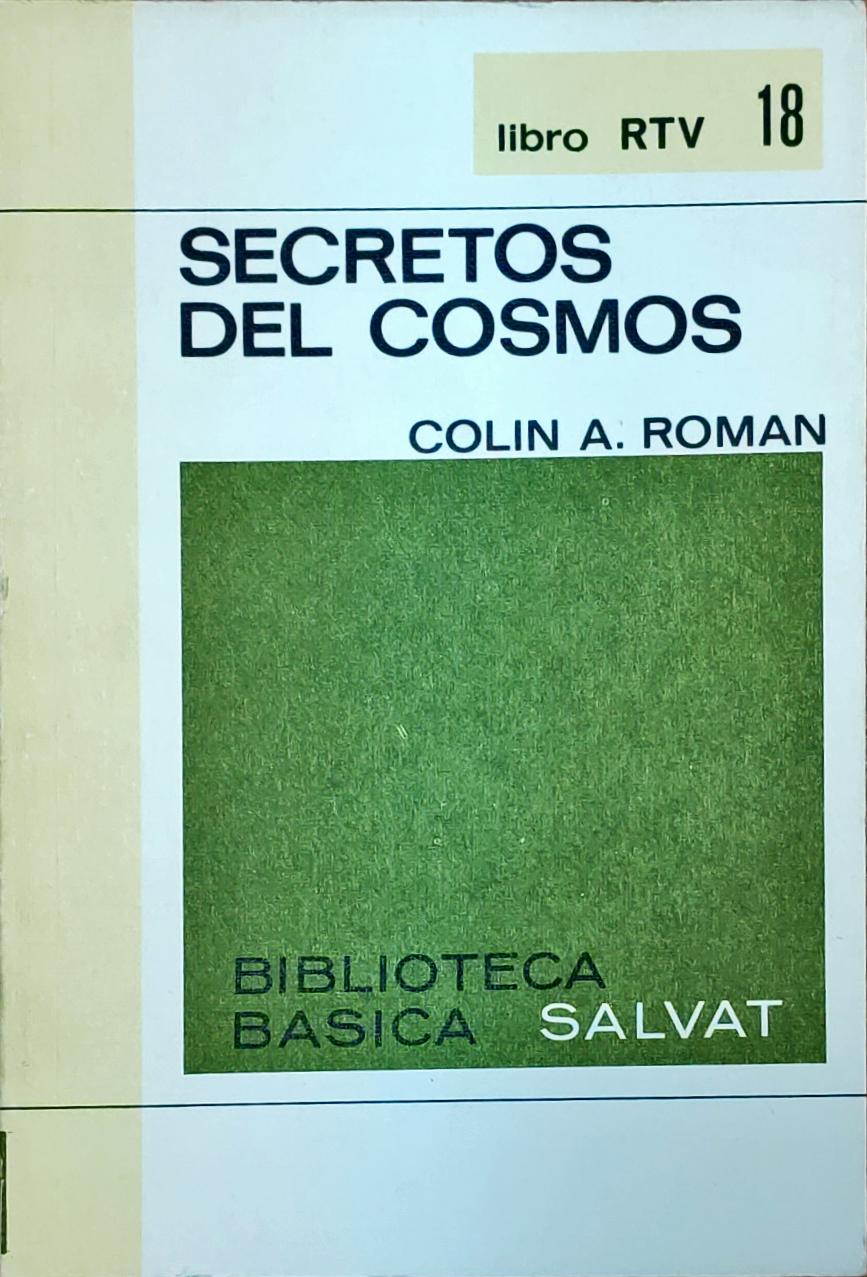 libro RTV 18
SECRETOS
DEL COSMOS
COLIN A. ROMAN
BIBLIOTECA
BASICA SALVAT